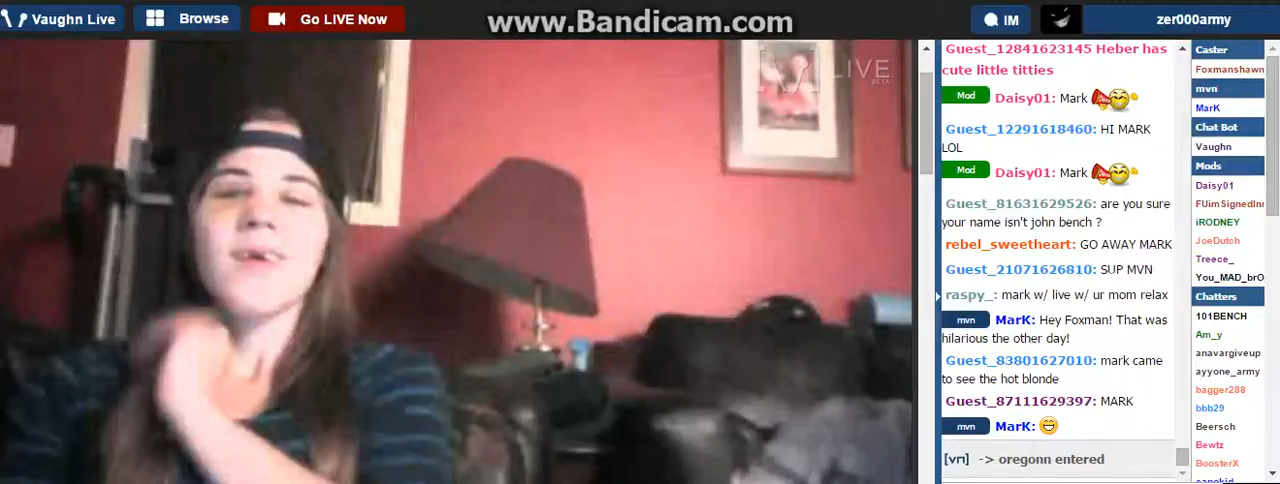 Vaughn Live Browse Go LIVE Now www.Bandicam.com IM zer000army
LIVE
BETA
Guest_12841623145 Heber has
cute little titties
Mod Daisy01: Mark
Guest_12291618460: HI MARK
LOL
Mod Daisy01: Mark
Guest_81631629526: are you sure
your name isn't john bench ?
rebel_sweetheart: GO AWAY MARK
Guest_21071626810: SUP MVN
raspy_: mark w/ live w/ ur mom relax
mvn MarK: Hey Foxman! That was
hilarious the other day!
Guest_83801627010: mark came
to see the hot blonde
Guest_87111629397: MARK
mvn MarK:
[vn] -> oregonn entered
Caster
Foxmanshawn
mvn
MarK
Chat Bot
Vaughn
Mods
Daisy01
FUimSignedInn
iRODNEY
JoeDutch
Treece_
You_MAD_brO
Chatters
101BENCH
Am_y
anavargiveup
ayyone_army
bagger288
bbb29
Beersch
Bewtz
BoosterX